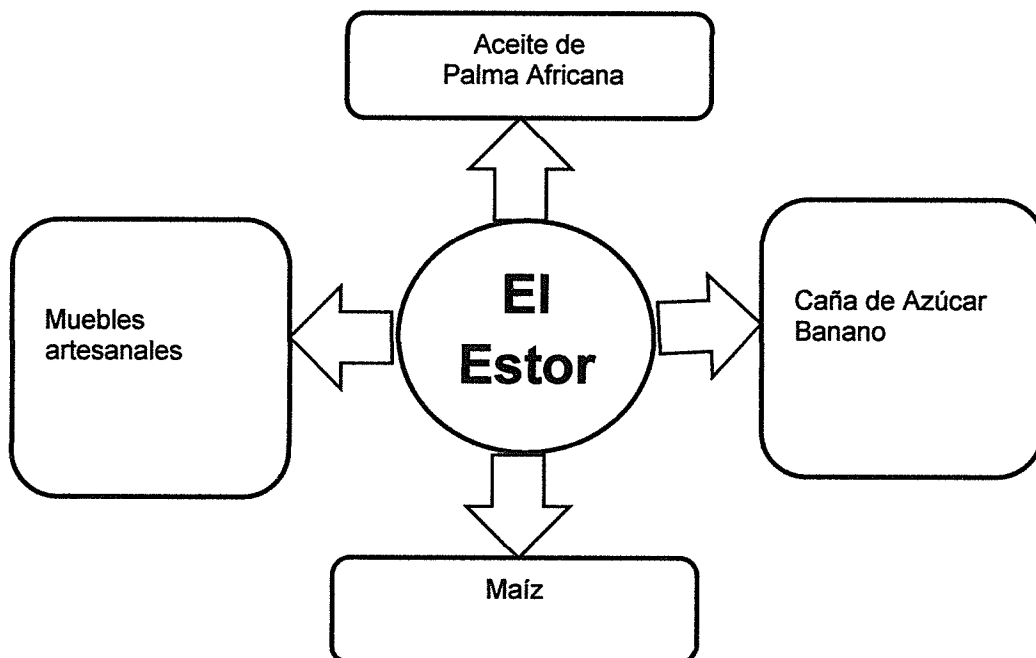 Aceite de
Palma Africana
Muebles
artesanales
El
Estor
Caña de Azúcar
Banano
Maíz